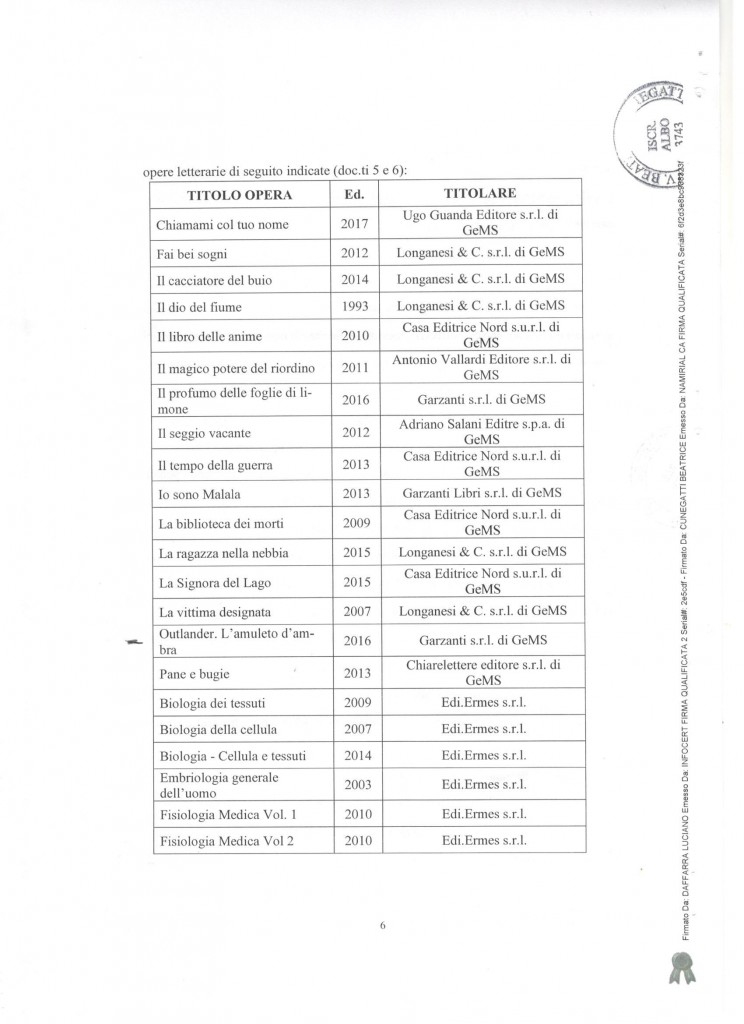 EGATTI
ISCR.
ALBO
3743
V. BEAT
opere letterarie di seguito indicate (doc.ti 5 e 6):
TITOLO OPERA Ed. TITOLARE
Chiamami col tuo nome 2017 Ugo Guanda Editore s.r.l. di
GeMS
Fai bei sogni 2012 Longanesi & C. s.r.l. di GeMS
Il cacciatore del buio 2014 Longanesi & C. s.r.l. di GeMS
Il dio del fiume 1993 Longanesi & C. s.r.l. di GeMS
Il libro delle anime 2010 Casa Editrice Nord s.u.r.l. di
GeMS
Il magico potere del riordino 2011 Antonio Vallardi Editore s.r.l. di
GeMS
Il profumo delle foglie di li-
mone 2016 Garzanti s.r.l. di GeMS
Il seggio vacante 2012 Adriano Salani Editre s.p.a. di
GeMS
Il tempo della guerra 2013 Casa Editrice Nord s.u.r.l. di
GeMS
Io sono Malala 2013 Garzanti Libri s.r.l. di GeMS
La biblioteca dei morti 2009 Casa Editrice Nord s.u.r.l. di
GeMS
La ragazza nella nebbia 2015 Longanesi & C. s.r.l. di GeMS
La Signora del Lago 2015 Casa Editrice Nord s.u.r.l. di
GeMS
La vittima designata 2007 Longanesi & C. s.r.l. di GeMS
Outlander. L'amuleto d'am-
bra 2016 Garzanti s.r.l. di GeMS
Pane e bugie 2013 Chiarelettere editore s.r.l. di
GeMS
Biologia dei tessuti 2009 Edi.Ermes s.r.l.
Biologia della cellula 2007 Edi.Ermes s.r.l.
Biologia - Cellula e tessuti 2014 Edi.Ermes s.r.l.
Embriologia generale
dell'uomo 2003 Edi.Ermes s.r.l.
Fisiologia Medica Vol. 1 2010 Edi.Ermes s.r.l.
Fisiologia Medica Vol 2 2010 Edi.Ermes s.r.l.
6
Firmato Da: DAFFARRA LUCIANO Emesso Da: INFOCERT FIRMA QUALIFICATA 2 Serial#: 2e5cdf - Firmato Da: CUNEGATTI BEATRICE Emesso Da: NAMIRIAL CA FIRMA QUALIFICATA Serial#: